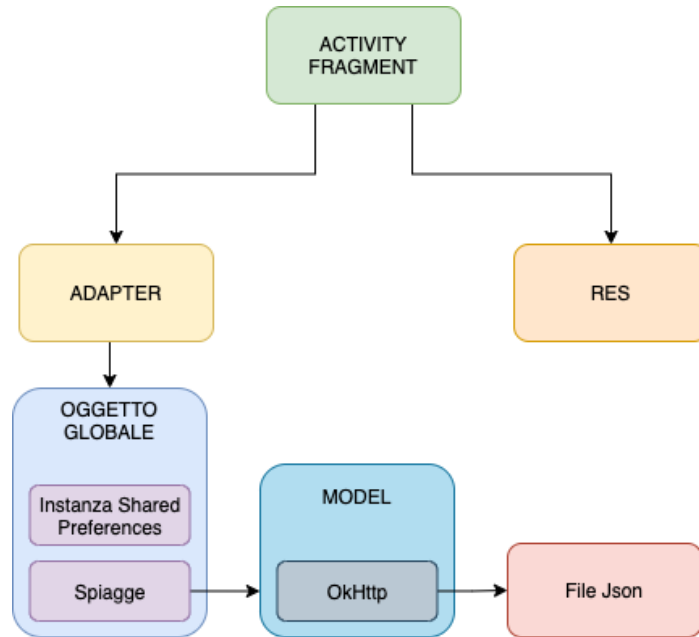 ACTIVITY
FRAGMENT
ADAPTER
RES
OGGETTO
GLOBALE
Instanza Shared
Preferences
Spiagge
MODEL
OkHttp
File Json